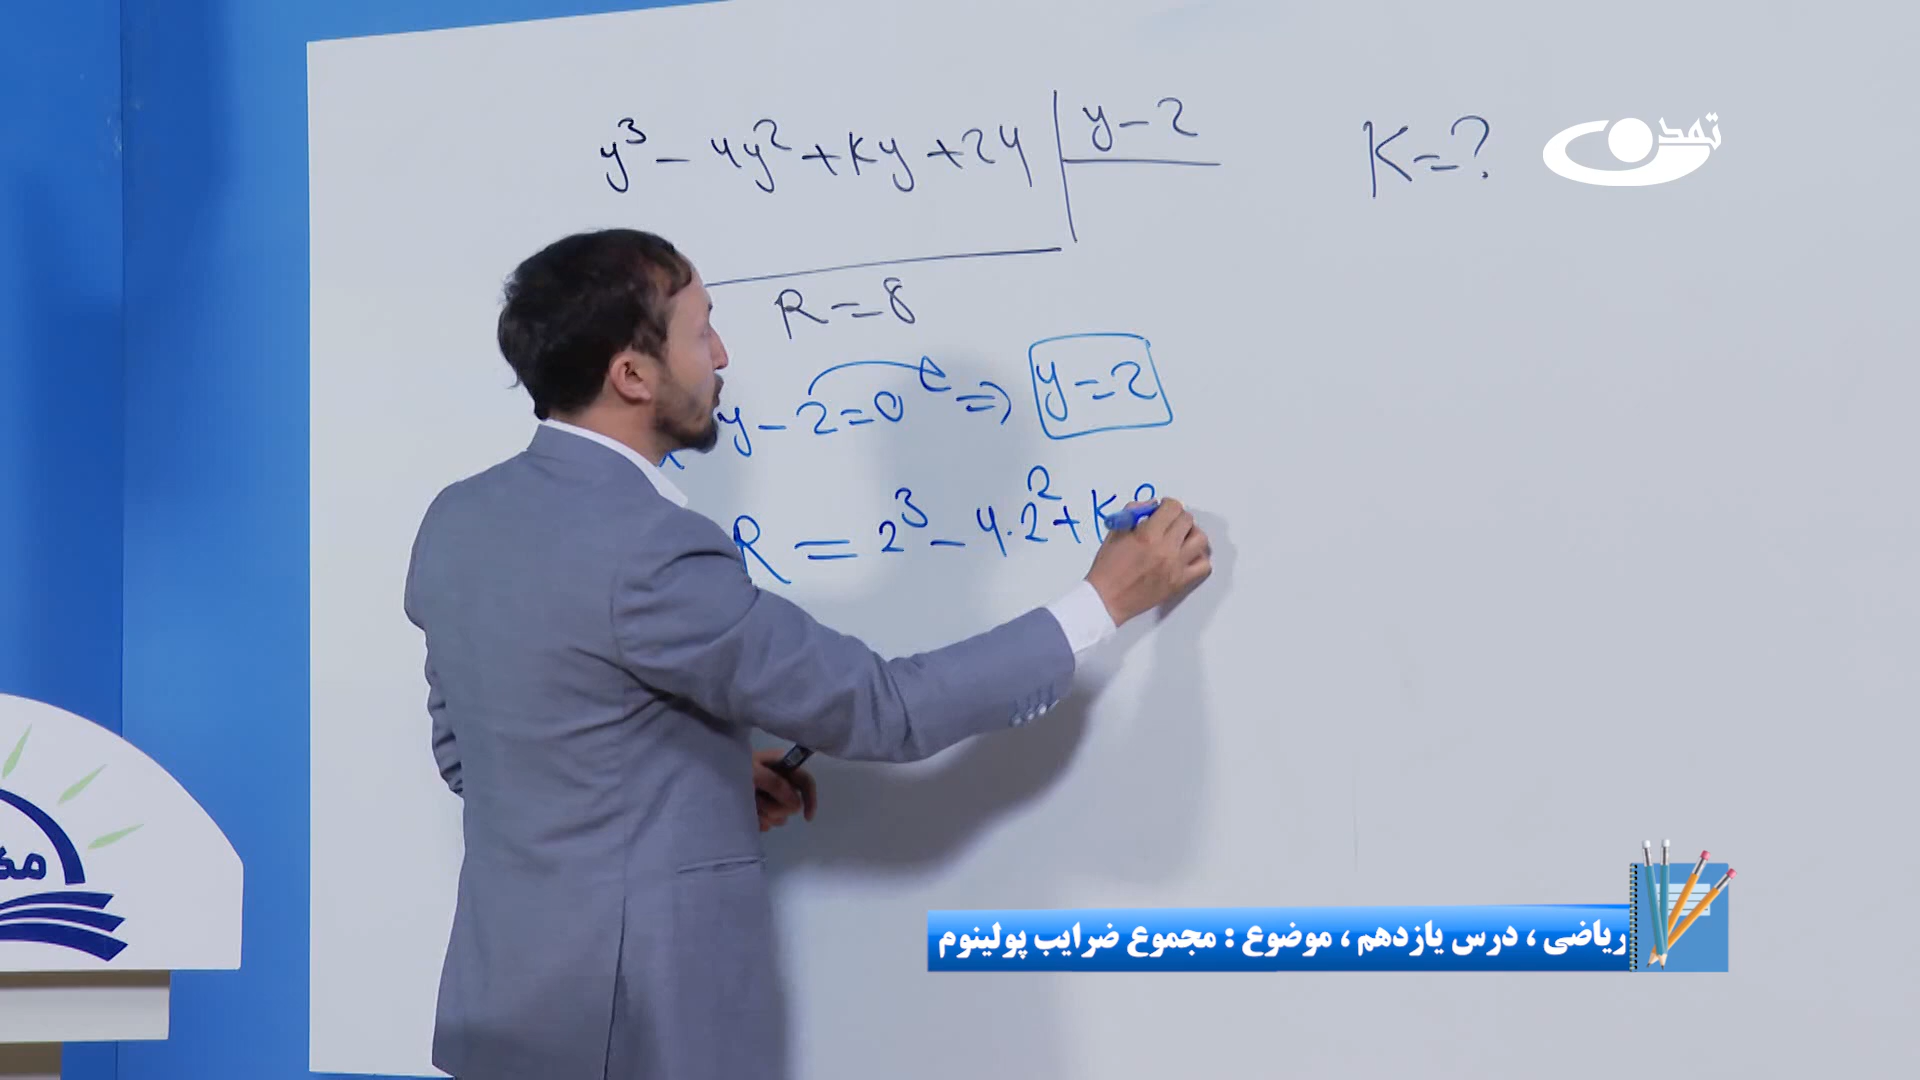 y³ - 4y² + Ky + 24 | y - 2
K = ?
تمدن
R = 8
y - 2 = 0 => y = 2
R = 2³ - 4.2² + K
ریاضی ، درس یازدهم ، موضوع : مجموع ضرایب پولینوم